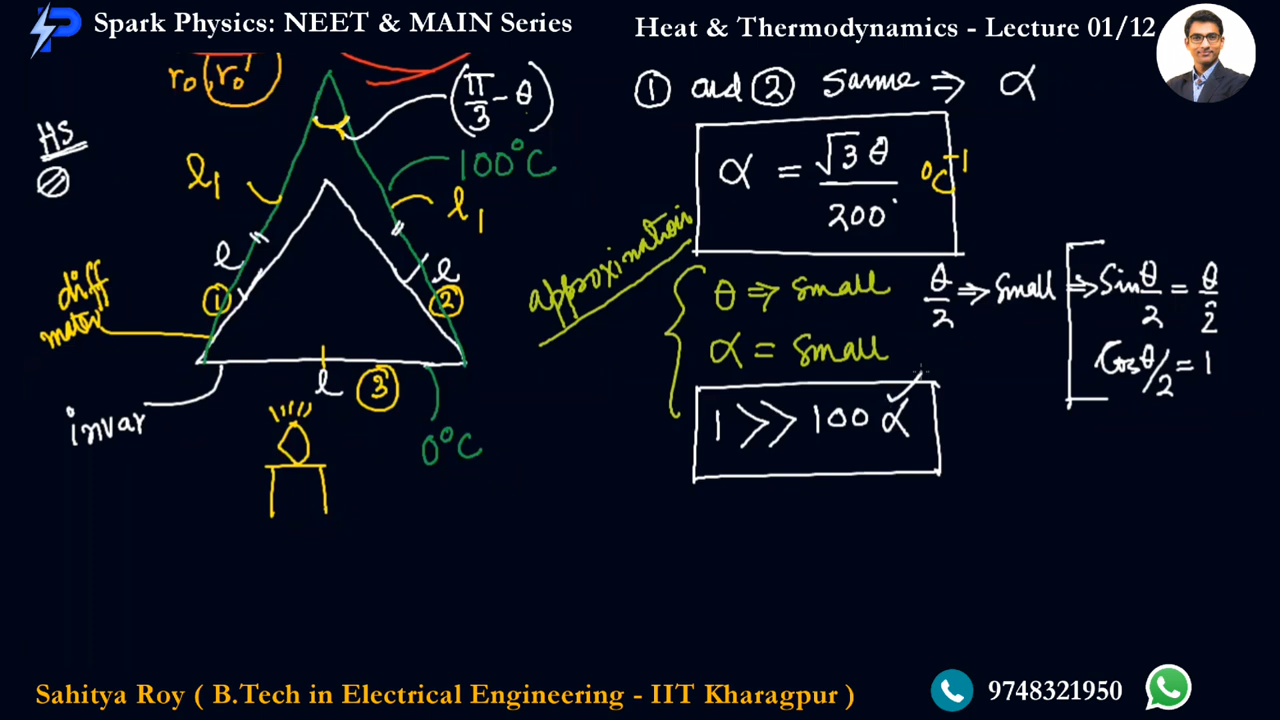 Spark Physics: NEET & MAIN Series
Heat & Thermodynamics - Lecture 01/12
r₀, r₀'
(π/3 - θ)
HS
100°C
l₁
l₁
l
l
diff
①
②
invar
l ③
0°C
① and ② Same ⇒ α
α = √3 θ / 200 °C⁻¹
approximation
θ ⇒ small
α = small
1 >> 100 α ✓
θ/2 ⇒ small ⇒ Sin θ/2 = θ/2
Cos θ/2 = 1
Sahitya Roy ( B.Tech in Electrical Engineering - IIT Kharagpur )
9748321950